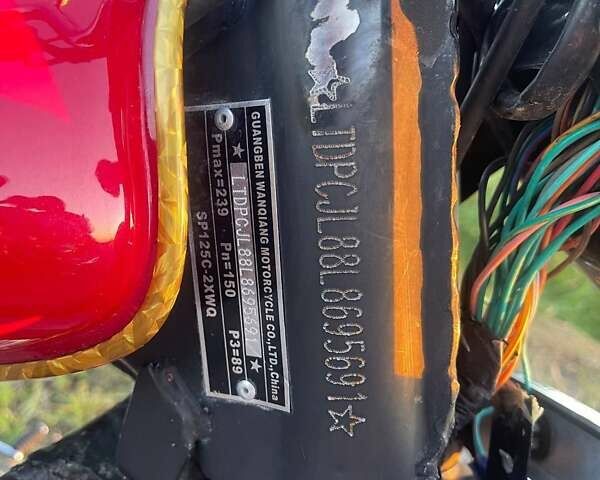 GUANGBEN WANQIANG MOTORCYCLE CO.,LTD.,China
★ LTDPCJL88L8695691 ★
Pmax=239 Pn=150 P3=89
SP125C-2XWQ
☆LTDPCJL88L8695691☆